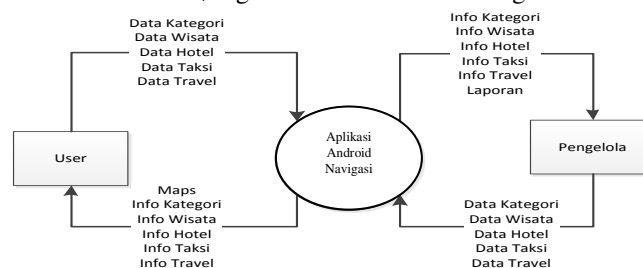 Data Kategori
Data Wisata
Data Hotel
Data Taksi
Data Travel
Info Kategori
Info Wisata
Info Hotel
Info Taksi
Info Travel
Laporan
User
Aplikasi
Android
Navigasi
Pengelola
Maps
Info Kategori
Info Wisata
Info Hotel
Info Taksi
Info Travel
Data Kategori
Data Wisata
Data Hotel
Data Taksi
Data Travel